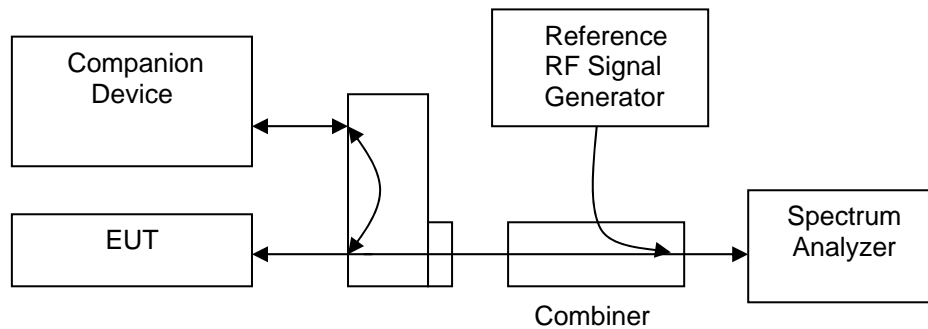 Companion
Device
Reference
RF Signal
Generator
EUT
Spectrum
Analyzer
Combiner